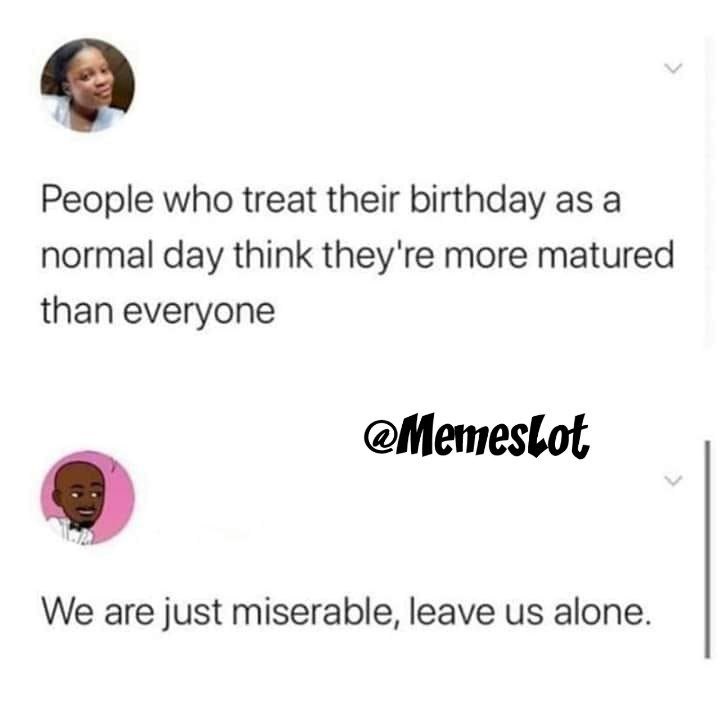 People who treat their birthday as a
normal day think they're more matured
than everyone
@MemesLot
We are just miserable, leave us alone.